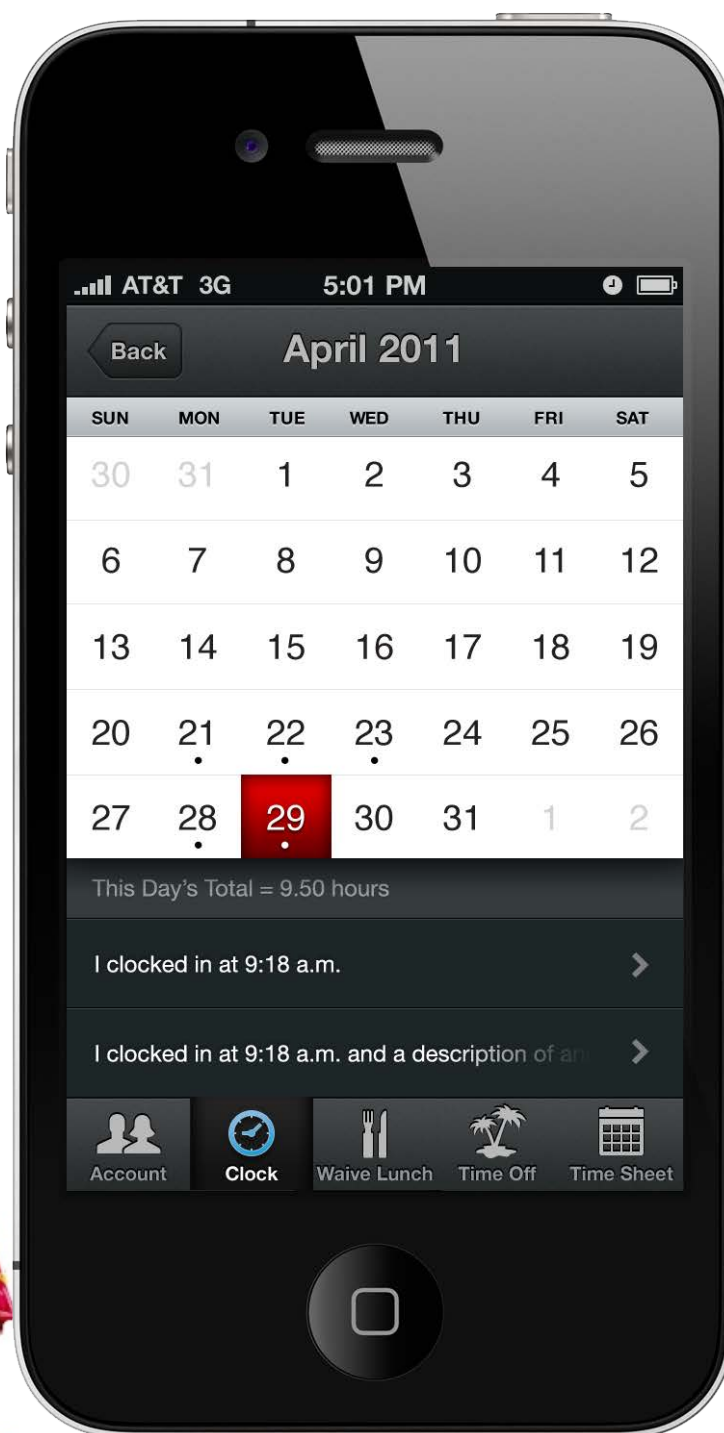 AT&T 3G 5:01 PM
Back April 2011
SUN MON TUE WED THU FRI SAT
30 31 1 2 3 4 5
6 7 8 9 10 11 12
13 14 15 16 17 18 19
20 21 22 23 24 25 26
27 28 29 30 31 1 2
This Day's Total = 9.50 hours
I clocked in at 9:18 a.m.
I clocked in at 9:18 a.m. and a description of an
Account Clock Waive Lunch Time Off Time Sheet